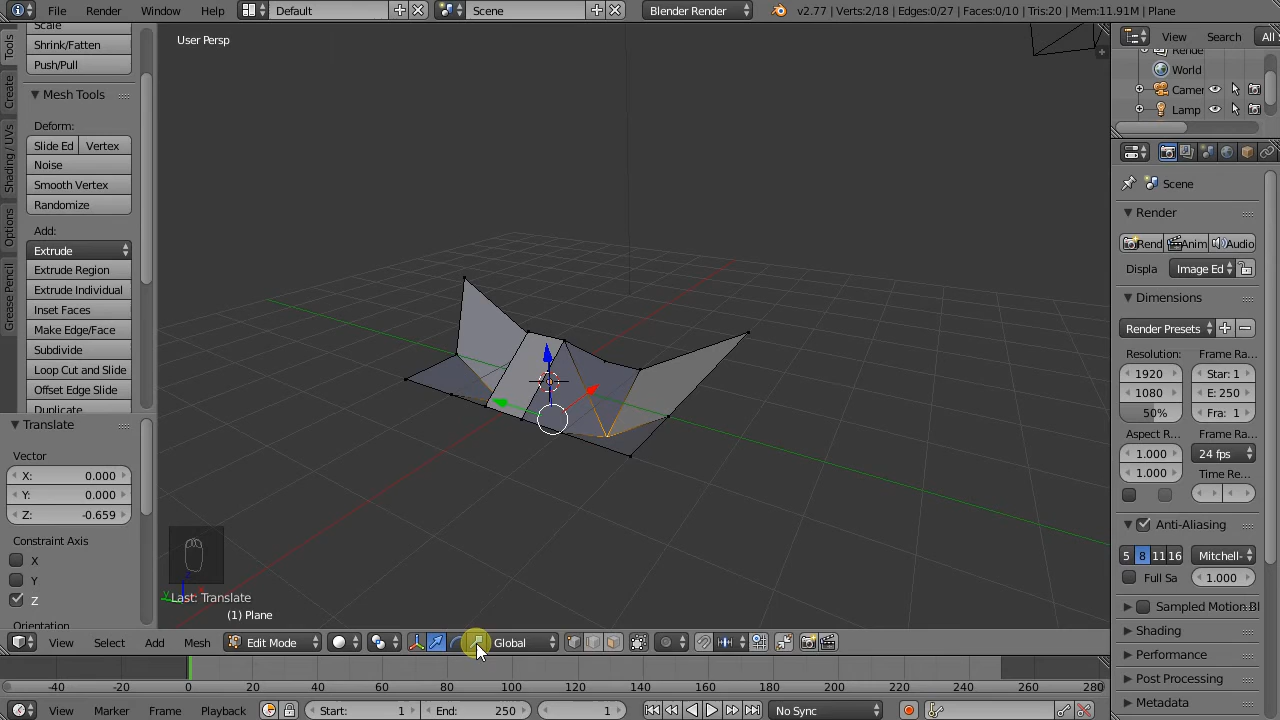 File Render Window Help Default Scene Blender Render v2.77 | Verts:2/18 | Edges:0/27 | Faces:0/10 | Tris:20 | Mem:11.91M | Plane
Scale
Shrink/Fatten
Push/Pull
Mesh Tools
Deform:
Slide Ed Vertex
Noise
Smooth Vertex
Randomize
Add:
Extrude
Extrude Region
Extrude Individual
Inset Faces
Make Edge/Face
Subdivide
Loop Cut and Slide
Offset Edge Slide
Duplicate
Tools
Create
Shading / UVs
Options
Grease Pencil
Translate
Vector
X: 0.000
Y: 0.000
Z: -0.659
Constraint Axis
X
Y
Z
Orientation
User Persp
Last: Translate
(1) Plane
View Select Add Mesh Edit Mode Global
-40 -20 0 20 40 60 80 100 120 140 160 180 200 220 240 260 280
View Marker Frame Playback Start: 1 End: 250 1 No Sync
View Search All S
Rende
World
Camer
Lamp
Scene
Render
Rend Anim Audio
Displa Image Ed
Dimensions
Render Presets
Resolution: Frame Ra...
1920 Star: 1
1080 E: 250
50% Fra: 1
Aspect R... Frame Ra...
1.000 24 fps
1.000 Time Re...
Anti-Aliasing
5 8 11 16 Mitchell-
Full Sa 1.000
Sampled Motion Bl
Shading
Performance
Post Processing
Metadata